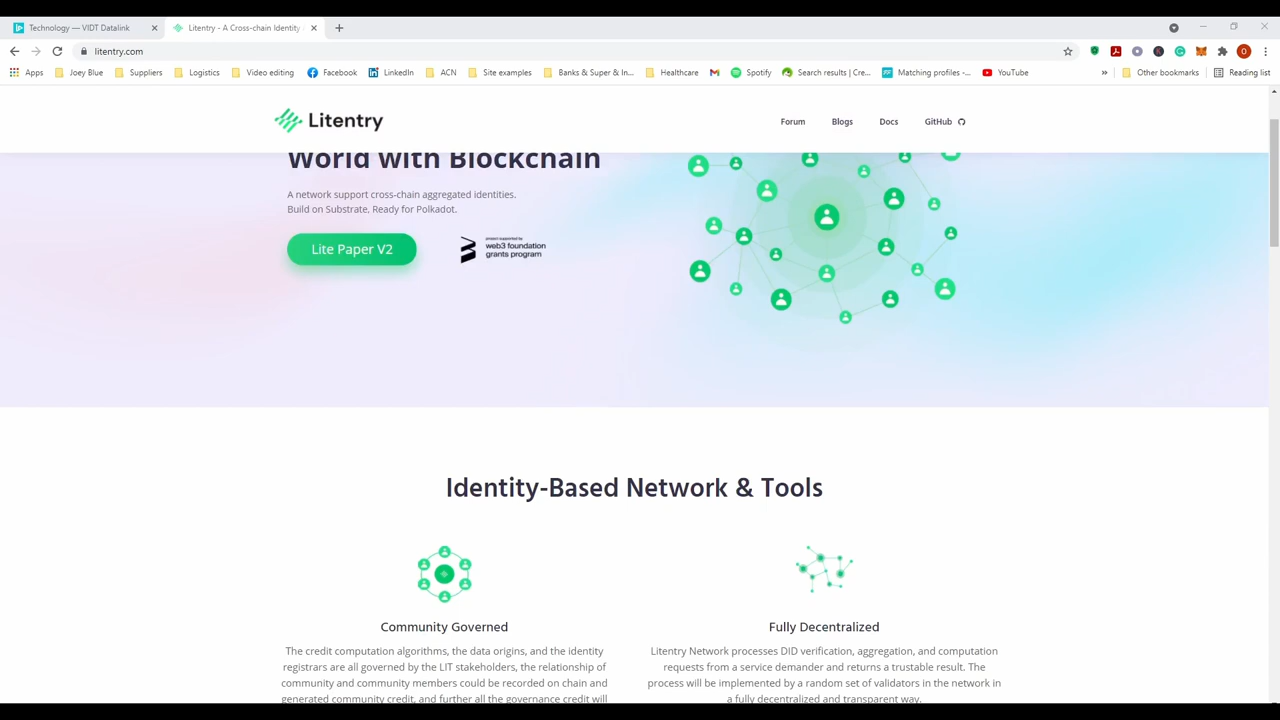 Technology — VIDT Datalink
Litentry - A Cross-chain Identity
litentry.com
Apps
Joey Blue
Suppliers
Logistics
Video editing
Facebook
LinkedIn
ACN
Site examples
Banks & Super & In...
Healthcare
Spotify
Search results | Cre...
Matching profiles -...
YouTube
»
Other bookmarks
Reading list
Litentry
Forum
Blogs
Docs
GitHub
World with Blockchain
A network support cross-chain aggregated identities.
Build on Substrate, Ready for Polkadot.
Lite Paper V2
project supported by
web3 foundation
grants program
Identity-Based Network & Tools
Community Governed
The credit computation algorithms, the data origins, and the identity
registrars are all governed by the LIT stakeholders, the relationship of
community and community members could be recorded on chain and
generated community credit, and further all the governance credit will
Fully Decentralized
Litentry Network processes DID verification, aggregation, and computation
requests from a service demander and returns a trustable result. The
process will be implemented by a random set of validators in the network in
a fully decentralized and transparent way.